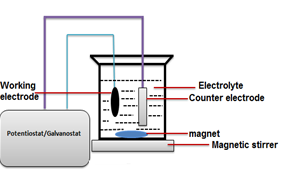 Working
electrode
Electrolyte
Counter electrode
Potentiostat/Galvanostat
magnet
Magnetic stirrer